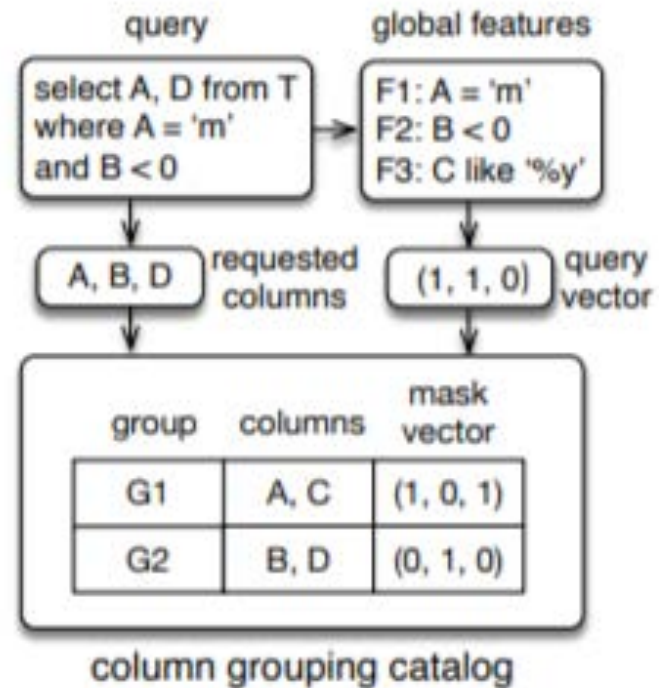 query
select A, D from T
where A = ‘m’
and B < 0
global features
F1: A = ‘m’
F2: B < 0
F3: C like ‘%y’
A, B, D
requested
columns
(1, 1, 0)
query
vector
group columns mask
vector
G1 A, C (1, 0, 1)
G2 B, D (0, 1, 0)
column grouping catalog